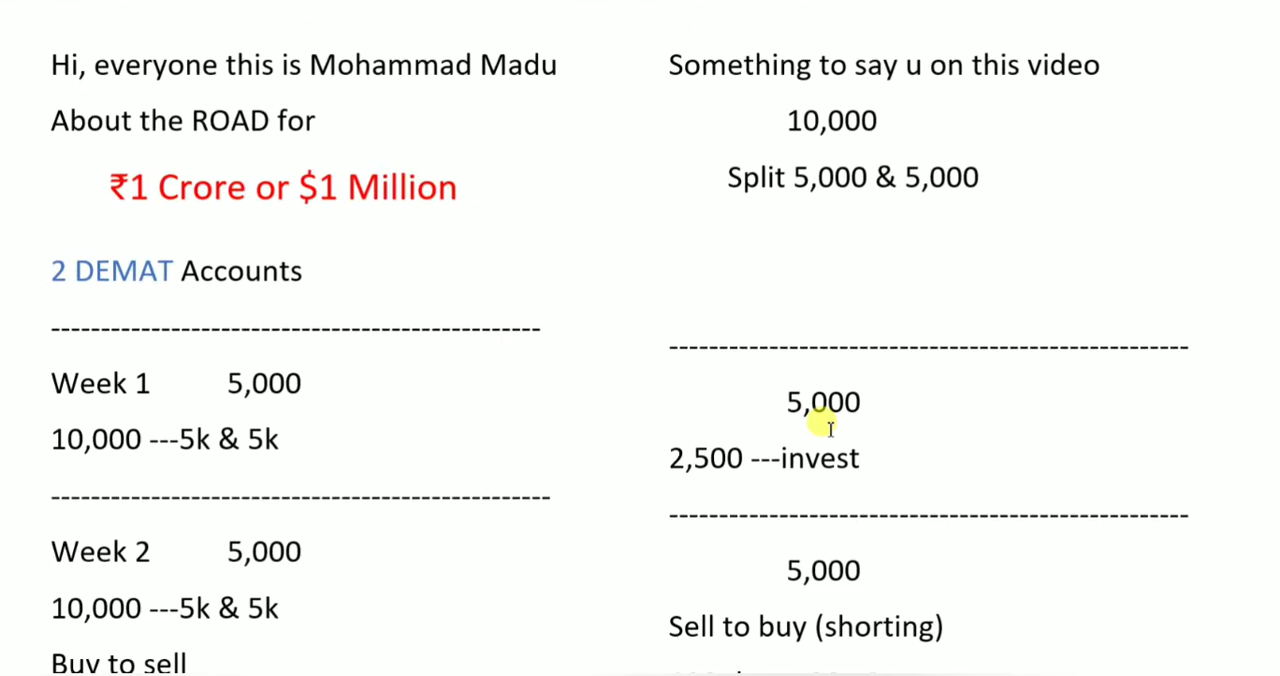 Hi, everyone this is Mohammad Madu
About the ROAD for
₹1 Crore or $1 Million
2 DEMAT Accounts
-------------------------------------------------
Week 1 5,000
10,000 ---5k & 5k
--------------------------------------------------
Week 2 5,000
10,000 ---5k & 5k
Buy to sell
Something to say u on this video
10,000
Split 5,000 & 5,000
----------------------------------------------------
5,000
2,500 ---invest
----------------------------------------------------
5,000
Sell to buy (shorting)